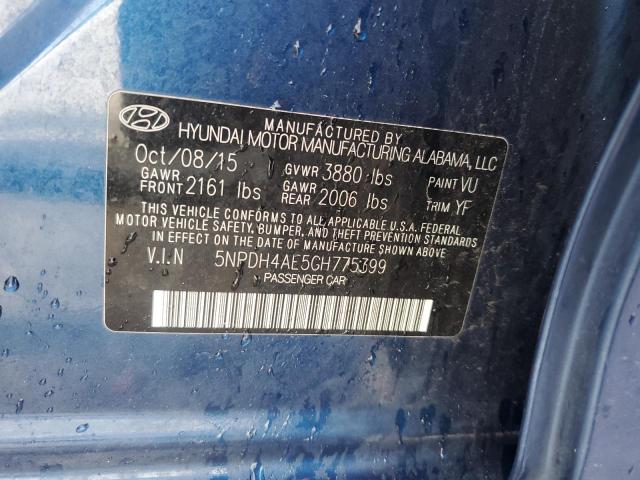 MANUFACTURED BY
HYUNDAI MOTOR MANUFACTURING ALABAMA, LLC
Oct/08/15 GVWR 3880 lbs PAINT VU
GAWR FRONT 2161 lbs GAWR REAR 2006 lbs TRIM YF
THIS VEHICLE CONFORMS TO ALL APPLICABLE U.S.A. FEDERAL
MOTOR VEHICLE SAFETY, BUMPER, AND THEFT PREVENTION STANDARDS
IN EFFECT ON THE DATE OF MANUFACTURE SHOWN ABOVE.
V.I.N 5NPDH4AE5GH775399
PASSENGER CAR